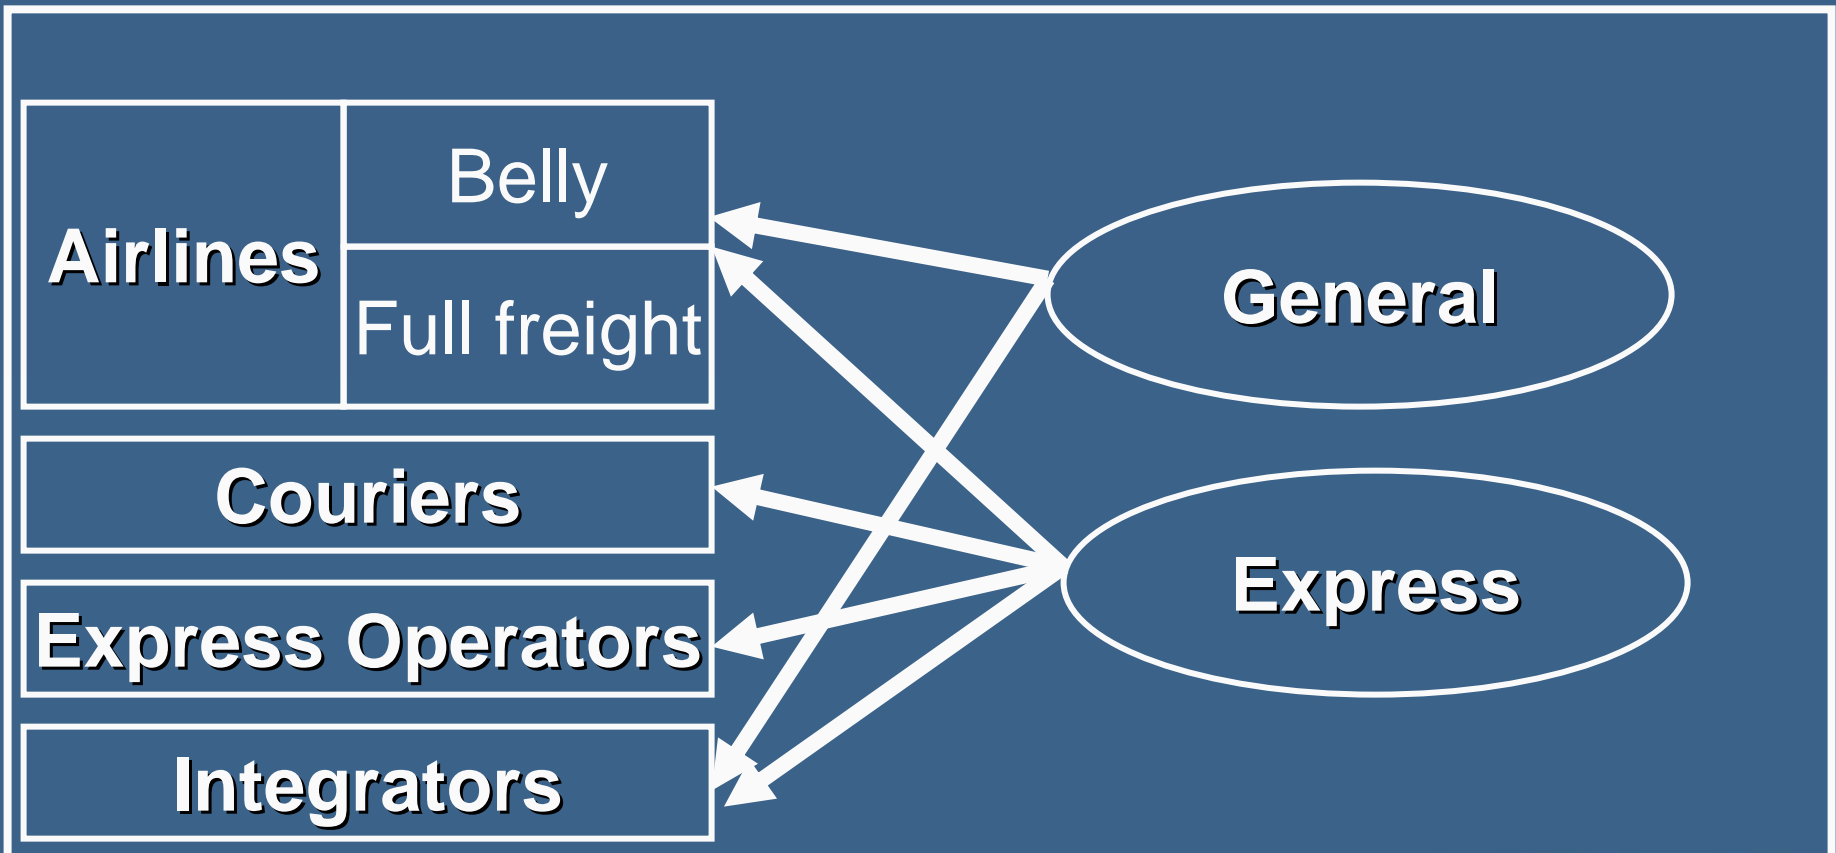 Airlines
Belly
Full freight
General
Couriers
Express Operators
Express
Integrators